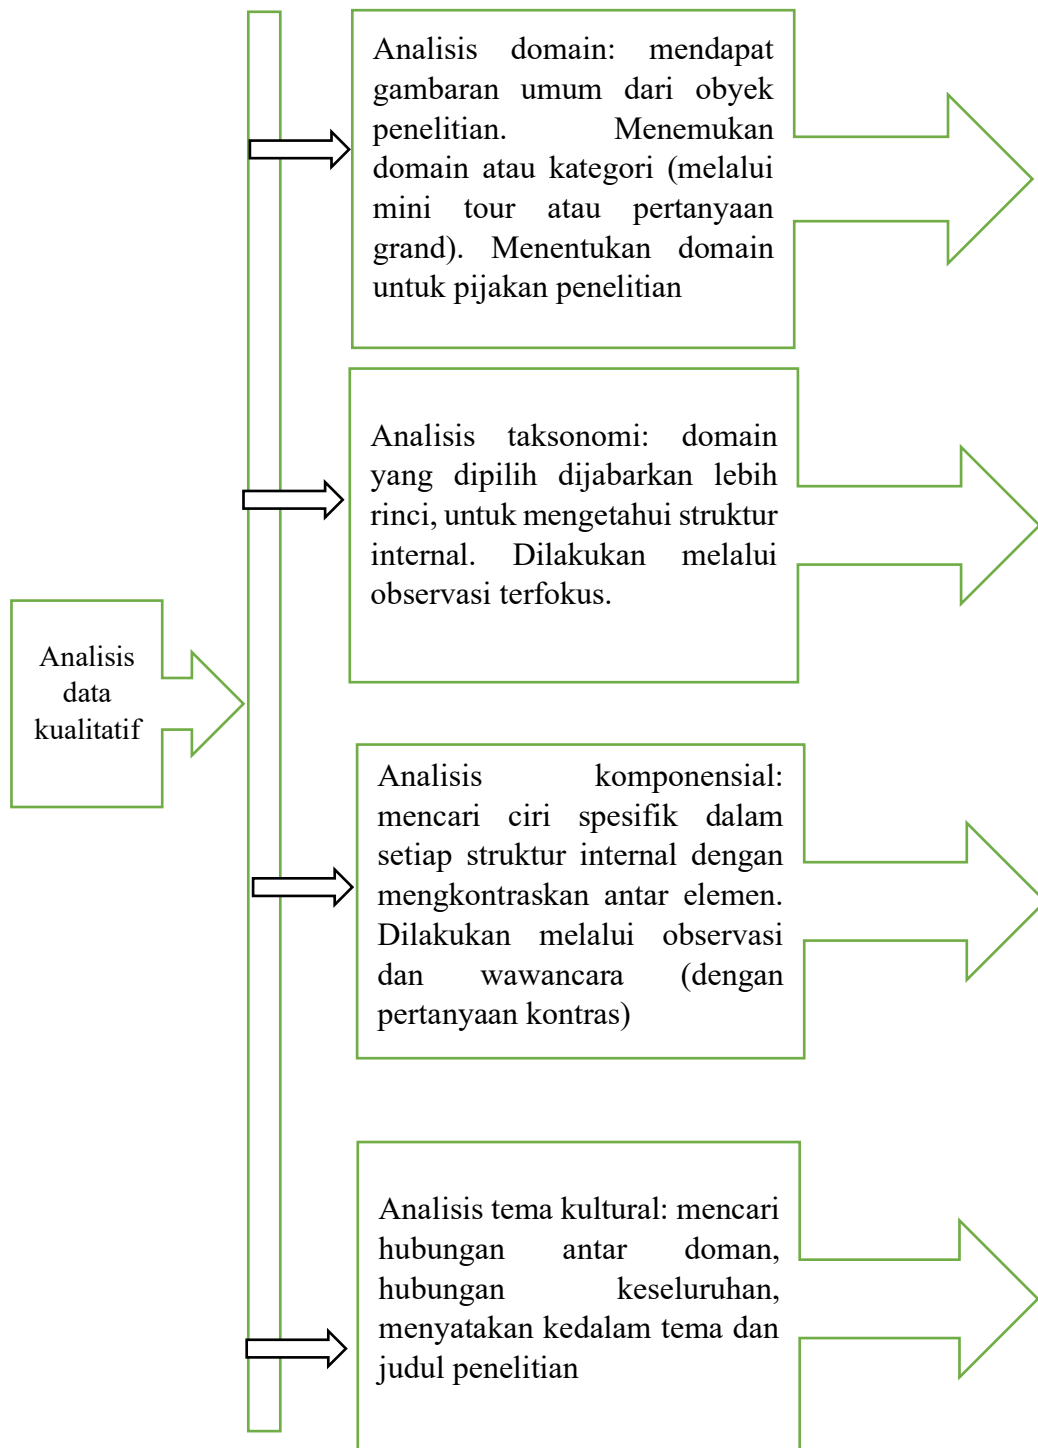 Analisis domain: mendapat
gambaran umum dari obyek
penelitian. Menemukan
domain atau kategori (melalui
mini tour atau pertanyaan
grand). Menentukan domain
untuk pijakan penelitian
Analisis taksonomi: domain
yang dipilih dijabarkan lebih
rinci, untuk mengetahui struktur
internal. Dilakukan melalui
observasi terfokus.
Analisis
data
kualitatif
Analisis komponensial:
mencari ciri spesifik dalam
setiap struktur internal dengan
mengkontraskan antar elemen.
Dilakukan melalui observasi
dan wawancara (dengan
pertanyaan kontras)
Analisis tema kultural: mencari
hubungan antar doman,
hubungan keseluruhan,
menyatakan kedalam tema dan
judul penelitian